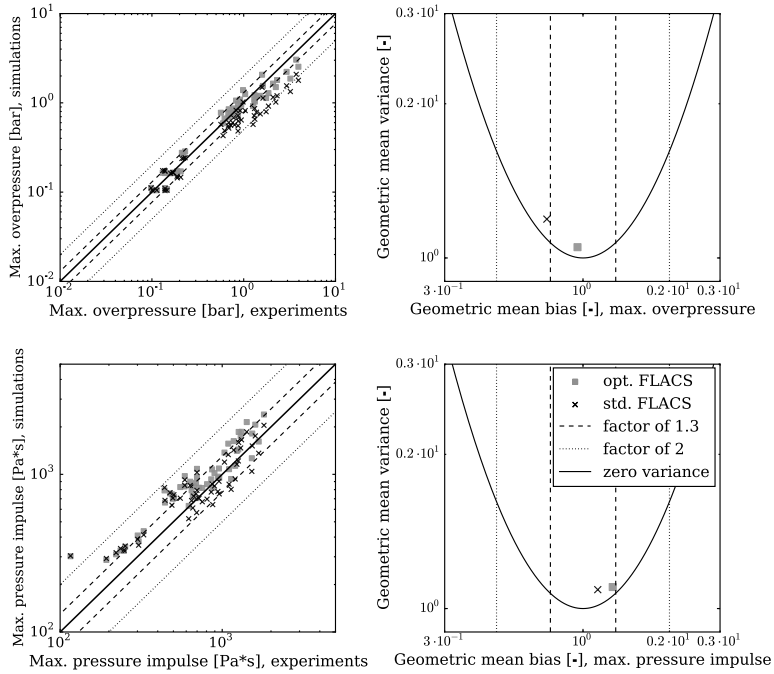 10¹
10⁰
10⁻¹
10⁻²
Max. overpressure [bar], simulations
10⁻² 10⁻¹ 10⁰ 10¹
Max. overpressure [bar], experiments
0.3·10¹
0.2·10¹
10⁰
Geometric mean variance [-]
3·10⁻¹ 10⁰ 0.2·10¹ 0.3·10¹
Geometric mean bias [-], max. overpressure
10³
10²
Max. pressure impulse [Pa*s], simulations
10² 10³
Max. pressure impulse [Pa*s], experiments
0.3·10¹
0.2·10¹
10⁰
Geometric mean variance [-]
opt. FLACS
std. FLACS
factor of 1.3
factor of 2
zero variance
3·10⁻¹ 10⁰ 0.2·10¹ 0.3·10¹
Geometric mean bias [-], max. pressure impulse